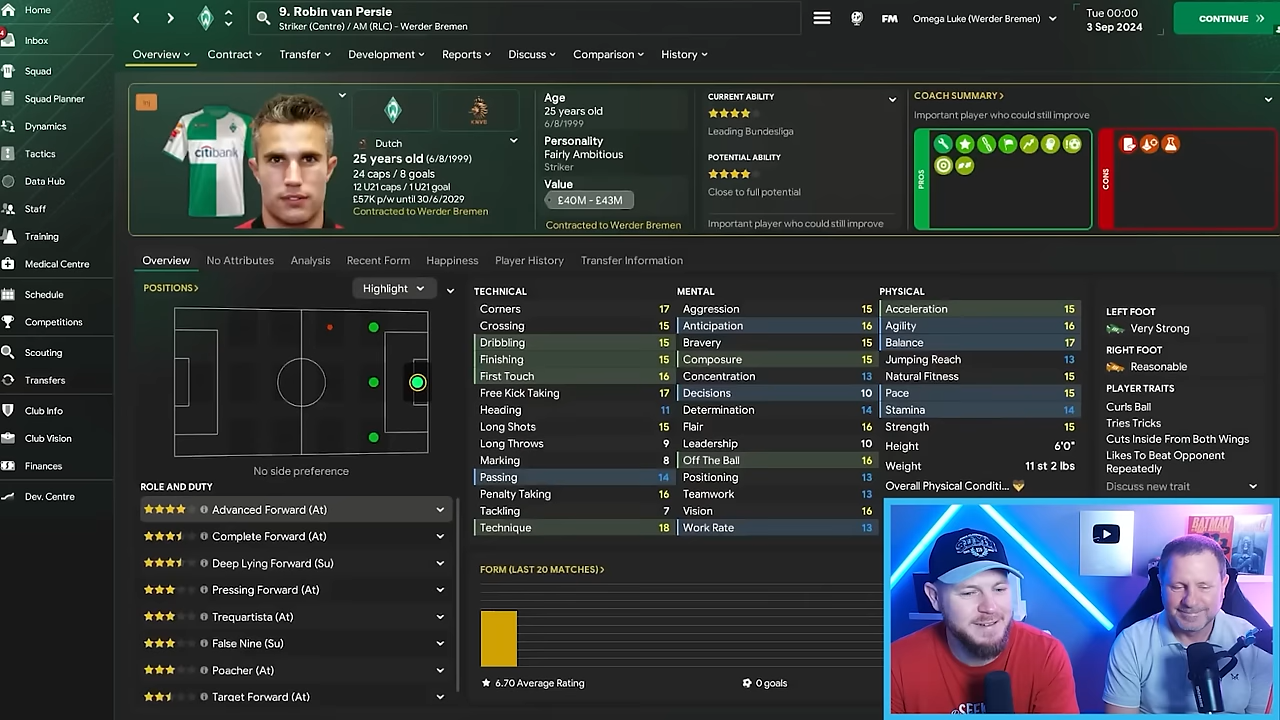 Home
Inbox
Squad
Squad Planner
Dynamics
Tactics
Data Hub
Staff
Training
Medical Centre
Schedule
Competitions
Scouting
Transfers
Club Info
Club Vision
Finances
Dev. Centre
9. Robin van Persie
Striker (Centre) / AM (RLC) - Werder Bremen
FM
Omega Luke (Werder Bremen)
Tue 00:00
3 Sep 2024
CONTINUE
Overview
Contract
Transfer
Development
Reports
Discuss
Comparison
History
citibank
KNVB
Dutch
25 years old (6/8/1999)
24 caps / 8 goals
12 U21 caps / 1 U21 goal
£57K p/w until 30/6/2029
Contracted to Werder Bremen
Age
25 years old
6/8/1999
Personality
Fairly Ambitious
Striker
Value
£40M - £43M
Contracted to Werder Bremen
CURRENT ABILITY
Leading Bundesliga
POTENTIAL ABILITY
Close to full potential
Important player who could still improve
COACH SUMMARY >
Important player who could still improve
PROS
CONS
Overview
No Attributes
Analysis
Recent Form
Happiness
Player History
Transfer Information
POSITIONS >
Highlight
No side preference
ROLE AND DUTY
Advanced Forward (At)
Complete Forward (At)
Deep Lying Forward (Su)
Pressing Forward (At)
Trequartista (At)
False Nine (Su)
Poacher (At)
Target Forward (At)
TECHNICAL
Corners 17
Crossing 15
Dribbling 15
Finishing 15
First Touch 16
Free Kick Taking 17
Heading 11
Long Shots 15
Long Throws 9
Marking 8
Passing 14
Penalty Taking 16
Tackling 7
Technique 18
MENTAL
Aggression 15
Anticipation 16
Bravery 15
Composure 15
Concentration 13
Decisions 10
Determination 14
Flair 16
Leadership 10
Off The Ball 16
Positioning 13
Teamwork 13
Vision 16
Work Rate 13
PHYSICAL
Acceleration 15
Agility 16
Balance 17
Jumping Reach 13
Natural Fitness 15
Pace 15
Stamina 14
Strength 15
Height 6'0"
Weight 11 st 2 lbs
Overall Physical Conditi...
LEFT FOOT
Very Strong
RIGHT FOOT
Reasonable
PLAYER TRAITS
Curls Ball
Tries Tricks
Cuts Inside From Both Wings
Likes To Beat Opponent
Repeatedly
Discuss new trait
FORM (LAST 20 MATCHES) >
6.70 Average Rating
0 goals
BATMAN